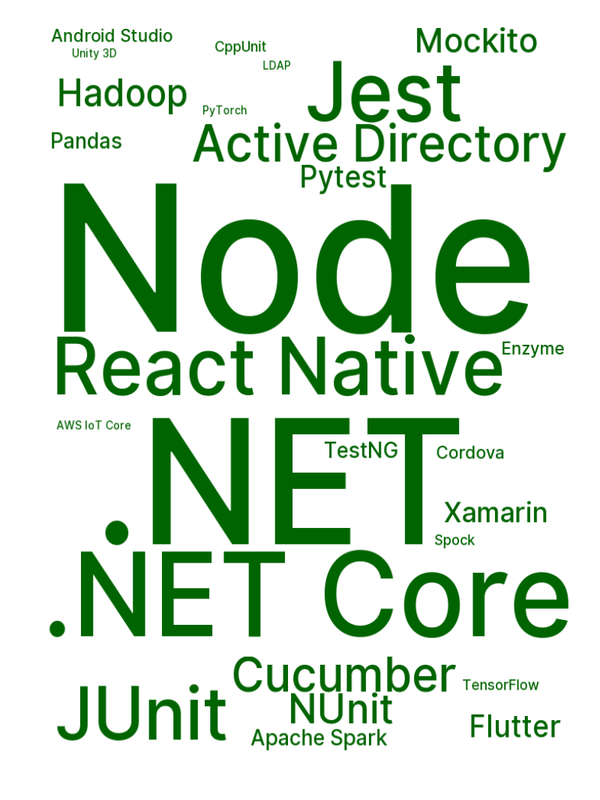 Android Studio
Mockito
CppUnit
Unity 3D
LDAP
Jest
Hadoop
PyTorch
Pandas
Active Directory
Pytest
Node
Enzyme
React Native
AWS IoT Core
.NET
TestNG
Cordova
Xamarin
Spock
.NET Core
Cucumber
TensorFlow
JUnit
NUnit
Flutter
Apache Spark